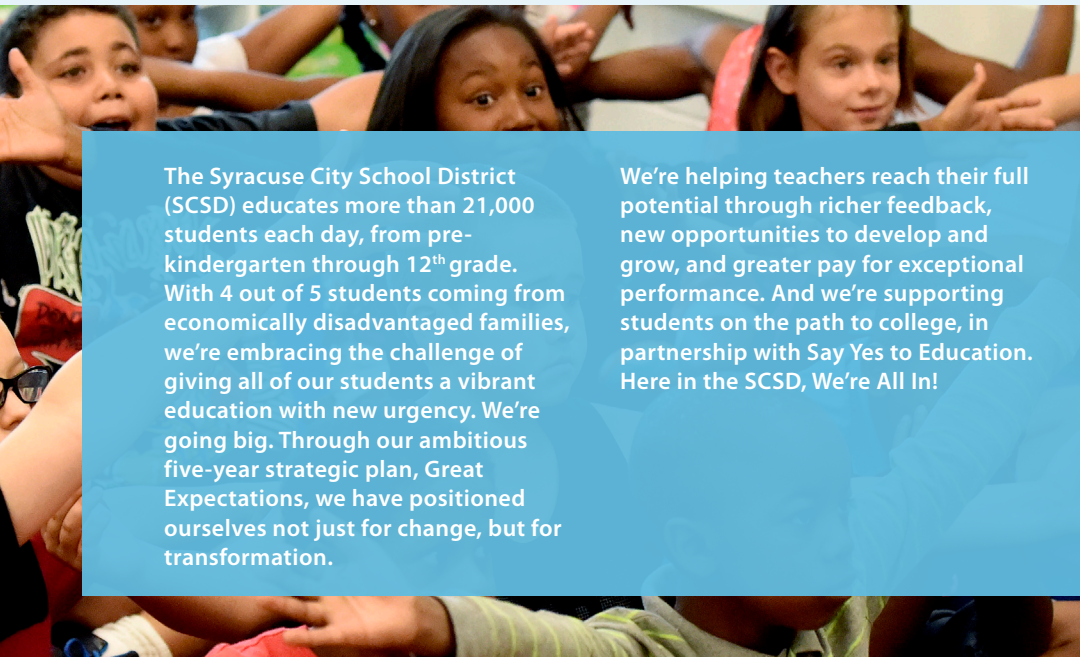 The Syracuse City School District
(SCSD) educates more than 21,000
students each day, from pre-
kindergarten through 12th grade.
With 4 out of 5 students coming from
economically disadvantaged families,
we’re embracing the challenge of
giving all of our students a vibrant
education with new urgency. We’re
going big. Through our ambitious
five-year strategic plan, Great
Expectations, we have positioned
ourselves not just for change, but for
transformation.
We’re helping teachers reach their full
potential through richer feedback,
new opportunities to develop and
grow, and greater pay for exceptional
performance. And we’re supporting
students on the path to college, in
partnership with Say Yes to Education.
Here in the SCSD, We’re All In!